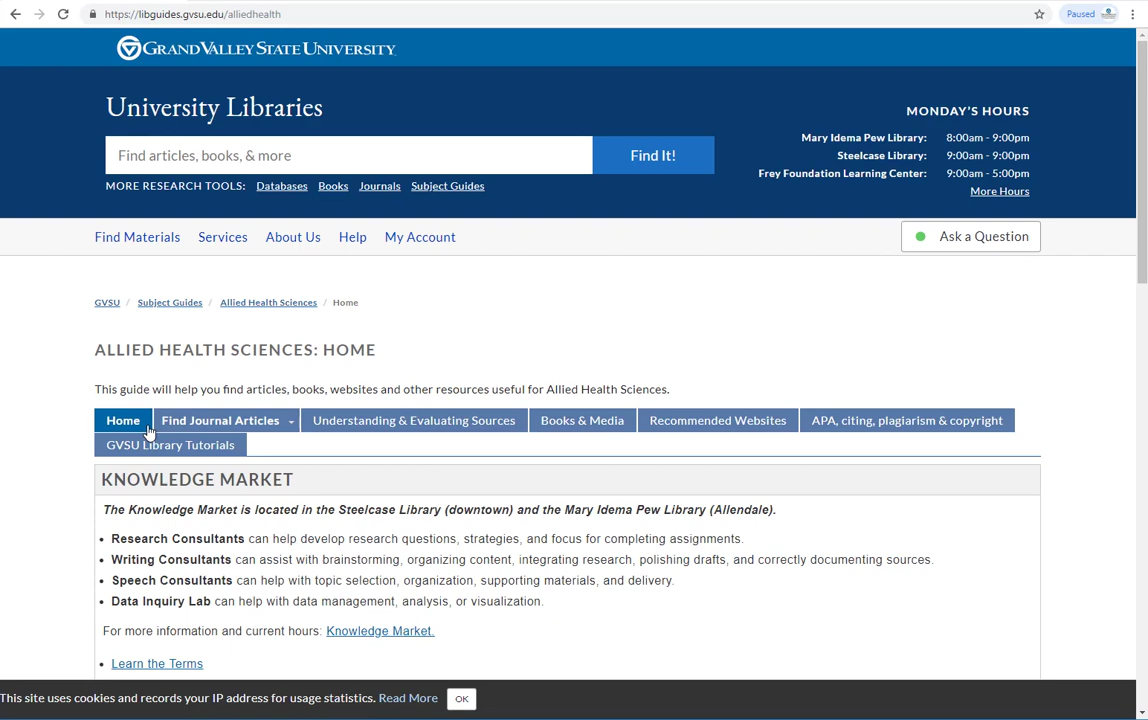 https://libguides.gvsu.edu/alliedhealth
Paused
GRAND VALLEY STATE UNIVERSITY
University Libraries
Find articles, books, & more
Find It!
MORE RESEARCH TOOLS: Databases Books Journals Subject Guides
MONDAY'S HOURS
Mary Idema Pew Library: 8:00am - 9:00pm
Steelcase Library: 9:00am - 9:00pm
Frey Foundation Learning Center: 9:00am - 5:00pm
More Hours
Find Materials Services About Us Help My Account
Ask a Question
GVSU / Subject Guides / Allied Health Sciences / Home
ALLIED HEALTH SCIENCES: HOME
This guide will help you find articles, books, websites and other resources useful for Allied Health Sciences.
Home Find Journal Articles Understanding & Evaluating Sources Books & Media Recommended Websites APA, citing, plagiarism & copyright
GVSU Library Tutorials
KNOWLEDGE MARKET
The Knowledge Market is located in the Steelcase Library (downtown) and the Mary Idema Pew Library (Allendale).
• Research Consultants can help develop research questions, strategies, and focus for completing assignments.
• Writing Consultants can assist with brainstorming, organizing content, integrating research, polishing drafts, and correctly documenting sources.
• Speech Consultants can help with topic selection, organization, supporting materials, and delivery.
• Data Inquiry Lab can help with data management, analysis, or visualization.
For more information and current hours: Knowledge Market.
• Learn the Terms
This site uses cookies and records your IP address for usage statistics. Read More OK